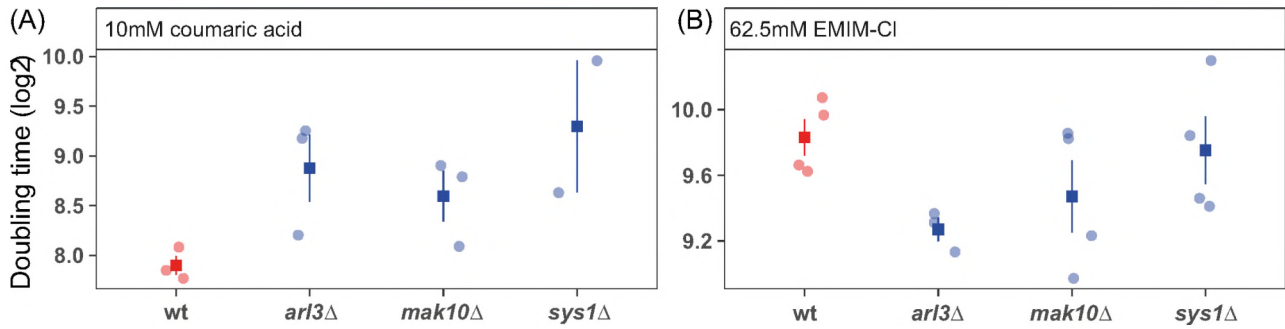 (A)
10mM coumaric acid
Doubling time (log2)
10.0
9.5
9.0
8.5
8.0
wt arl3Δ mak10Δ sys1Δ
(B)
62.5mM EMIM-Cl
10.0
9.6
9.2
wt arl3Δ mak10Δ sys1Δ